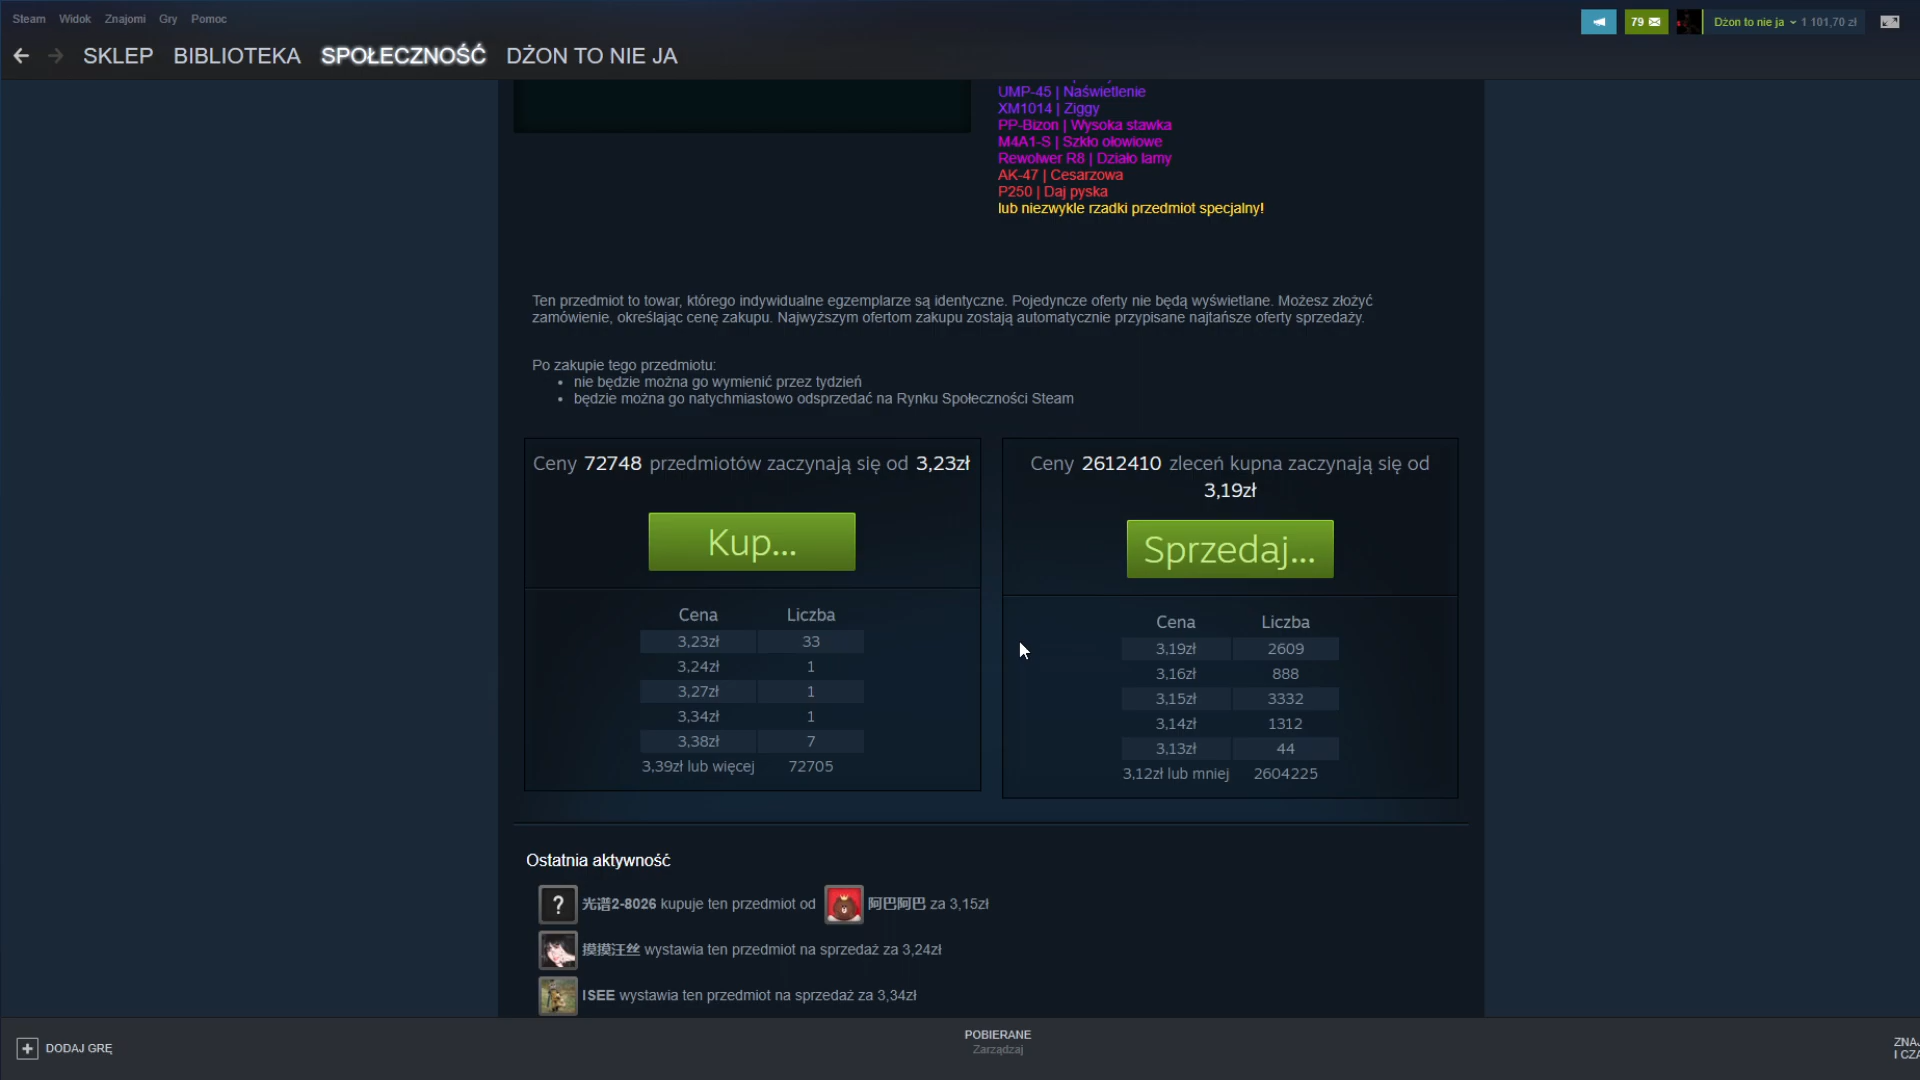 Steam Widok Znajomi Gry Pomoc
79 Dżon to nie ja 1 101,70 zł
SKLEP BIBLIOTEKA SPOŁECZNOŚĆ DŻON TO NIE JA
UMP-45 | Naświetlenie
XM1014 | Ziggy
PP-Bizon | Wysoka stawka
M4A1-S | Szkło ołowiowe
Rewolwer R8 | Działo lamy
AK-47 | Cesarzowa
P250 | Daj pyska
lub niezwykle rzadki przedmiot specjalny!
Ten przedmiot to towar, którego indywidualne egzemplarze są identyczne. Pojedyncze oferty nie będą wyświetlane. Możesz złożyć
zamówienie, określając cenę zakupu. Najwyższym ofertom zakupu zostają automatycznie przypisane najtańsze oferty sprzedaży.
Po zakupie tego przedmiotu:
• nie będzie można go wymienić przez tydzień
• będzie można go natychmiastowo odsprzedać na Rynku Społeczności Steam
Ceny 72748 przedmiotów zaczynają się od 3,23zł
Kup...
Cena Liczba
3,23zł 33
3,24zł 1
3,27zł 1
3,34zł 1
3,38zł 7
3,39zł lub więcej 72705
Ceny 2612410 zleceń kupna zaczynają się od
3,19zł
Sprzedaj...
Cena Liczba
3,19zł 2609
3,16zł 888
3,15zł 3332
3,14zł 1312
3,13zł 44
3,12zł lub mniej 2604225
Ostatnia aktywność
? 光谱2-8026 kupuje ten przedmiot od 阿巴阿巴 za 3,15zł
摸摸汪丝 wystawia ten przedmiot na sprzedaż za 3,24zł
ISEE wystawia ten przedmiot na sprzedaż za 3,34zł
+ DODAJ GRĘ
POBIERANE
Zarządzaj
ZNAJ
I CZA